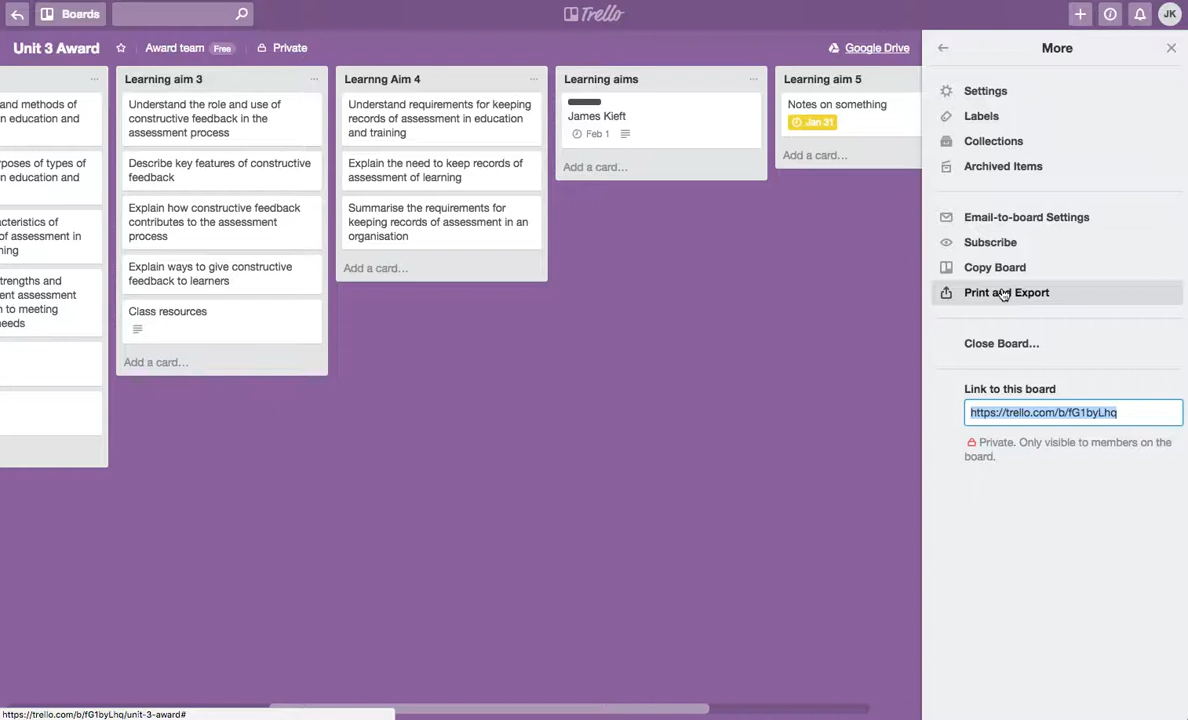 Boards
Trello
JK
Unit 3 Award
Award team Free
Private
Google Drive
and methods of
n education and
rposes of types of
n education and
acteristics of
of assessment in
ning
trengths and
ent assessment
n to meeting
needs
Learning aim 3
Understand the role and use of
constructive feedback in the
assessment process
Describe key features of constructive
feedback
Explain how constructive feedback
contributes to the assessment
process
Explain ways to give constructive
feedback to learners
Class resources
Add a card…
Learnng Aim 4
Understand requirements for keeping
records of assessment in education
and training
Explain the need to keep records of
assessment of learning
Summarise the requirements for
keeping records of assessment in an
organisation
Add a card…
Learning aims
James Kieft
Feb 1
Add a card…
Learning aim 5
Notes on something
Jan 31
Add a card…
More
Settings
Labels
Collections
Archived Items
Email-to-board Settings
Subscribe
Copy Board
Print and Export
Close Board…
Link to this board
https://trello.com/b/fG1byLhq
Private. Only visible to members on the
board.
https://trello.com/b/fG1byLhq/unit-3-award#